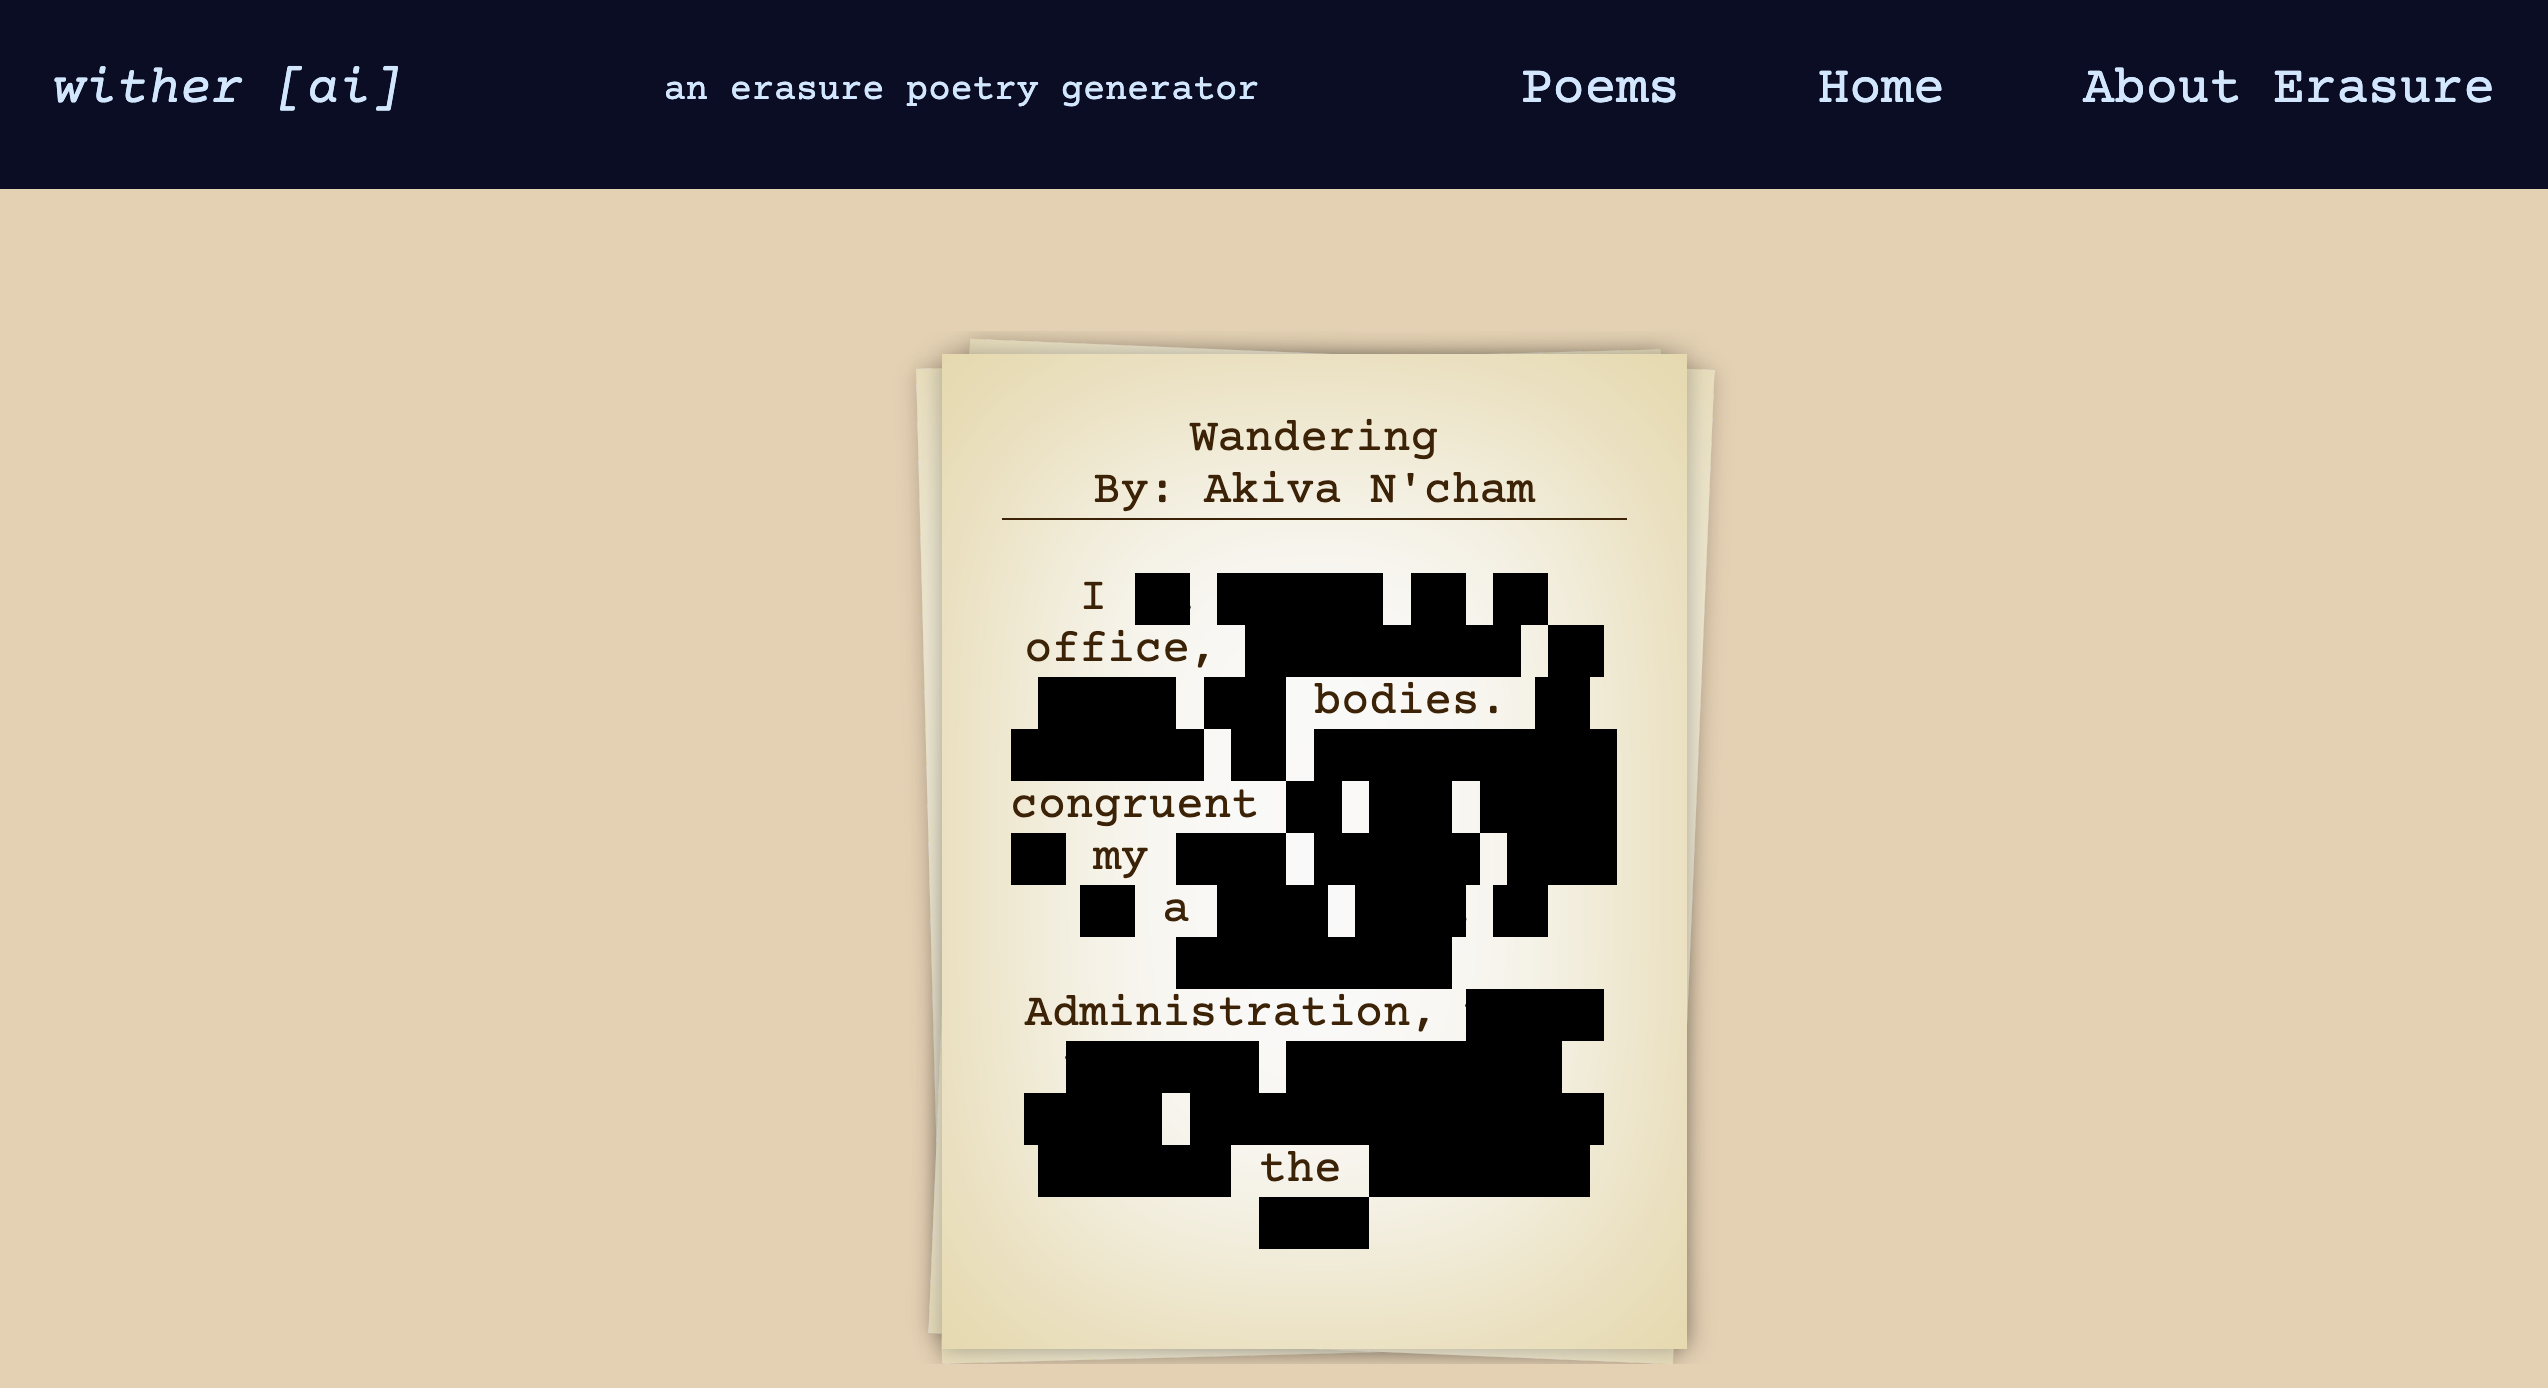 wither [ai]
an erasure poetry generator
Poems
Home
About Erasure
Wandering
By: Akiva N'cham
I
office,
bodies.
congruent
my
a
Administration,
the